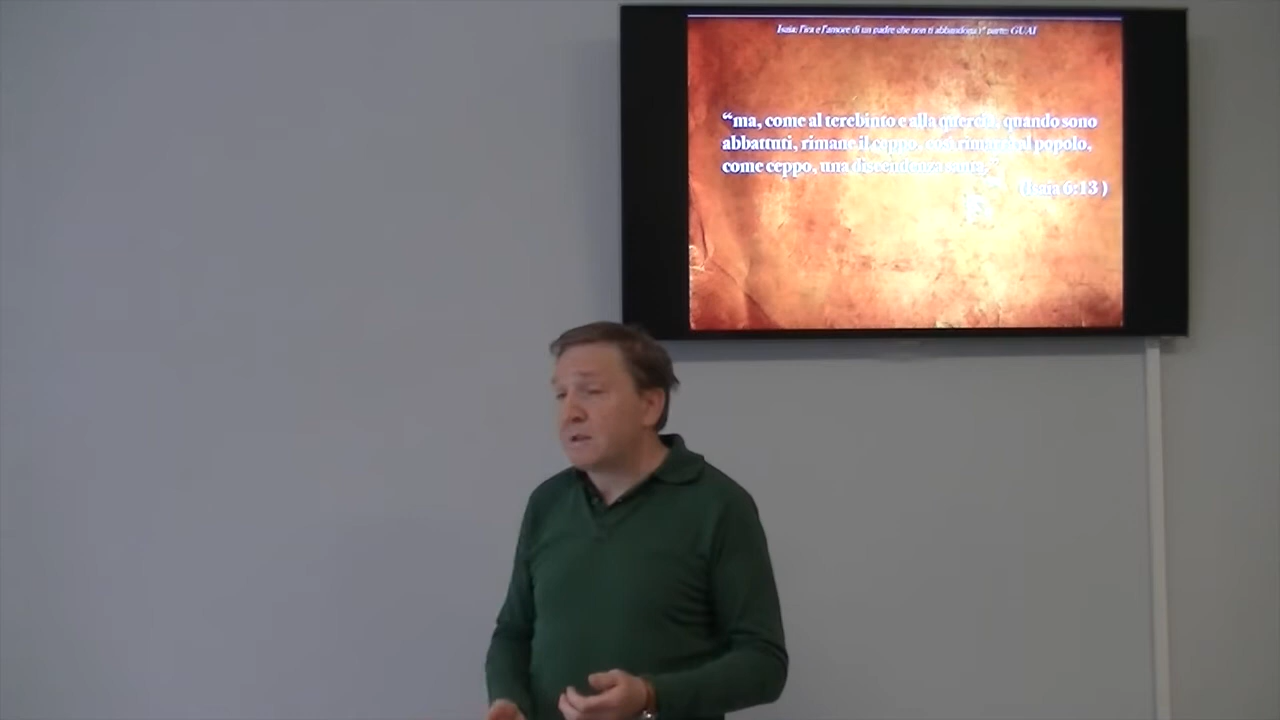 Isaia: l'ira e l'amore di un padre che non ti abbandona 1° parte: GUAI
“ma, come al terebinto e alla quercia, quando sono
abbattuti, rimane il ceppo, così rimarrà al popolo,
come ceppo, una discendenza santa.”
(Isaia 6:13 )